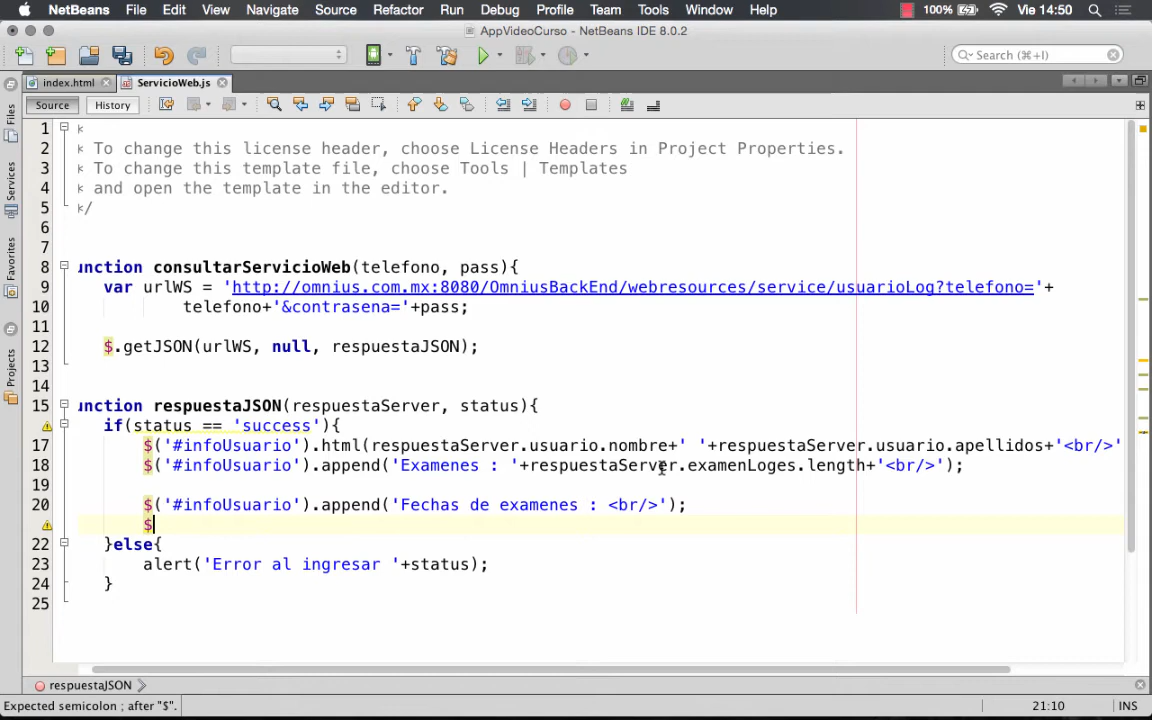 NetBeans File Edit View Navigate Source Refactor Run Debug Profile Team Tools Window Help 100% Vie 14:50
AppVideoCurso - NetBeans IDE 8.0.2
Search (⌘+I)
index.html ServicioWeb.js
Source History
Files
Services
Favorites
Projects
1 *
2 * To change this license header, choose License Headers in Project Properties.
3 * To change this template file, choose Tools | Templates
4 * and open the template in the editor.
5 */
6
7
8 unction consultarServicioWeb(telefono, pass){
9 var urlWS = 'http://omnius.com.mx:8080/OmniusBackEnd/webresources/service/usuarioLog?telefono='+
10 telefono+'&contrasena='+pass;
11
12 $.getJSON(urlWS, null, respuestaJSON);
13
14
15 unction respuestaJSON(respuestaServer, status){
if(status == 'success'){
17 $('#infoUsuario').html(respuestaServer.usuario.nombre+' '+respuestaServer.usuario.apellidos+'<br/>'
18 $('#infoUsuario').append('Examenes : '+respuestaServer.examenLoges.length+'<br/>');
19
20 $('#infoUsuario').append('Fechas de examenes : <br/>');
$
22 }else{
23 alert('Error al ingresar '+status);
24 }
25
respuestaJSON
Expected semicolon ; after "$". 21:10 INS